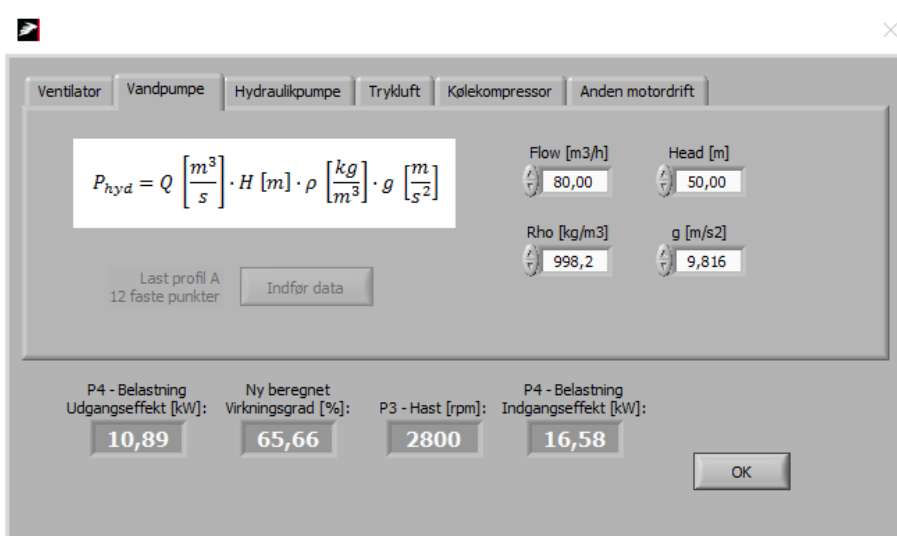 Ventilator Vandpumpe Hydraulikpumpe Trykluft Kølekompressor Anden motordrift
P_hyd = Q [m³/s] · H [m] · ρ [kg/m³] · g [m/s²]
Flow [m3/h] Head [m]
80,00 50,00
Rho [kg/m3] g [m/s2]
998,2 9,816
Last profil A
12 faste punkter
Indfør data
P4 - Belastning
Udgangseffekt [kW]:
10,89
Ny beregnet
Virkningsgrad [%]:
65,66
P3 - Hast [rpm]:
2800
P4 - Belastning
Indgangseffekt [kW]:
16,58
OK